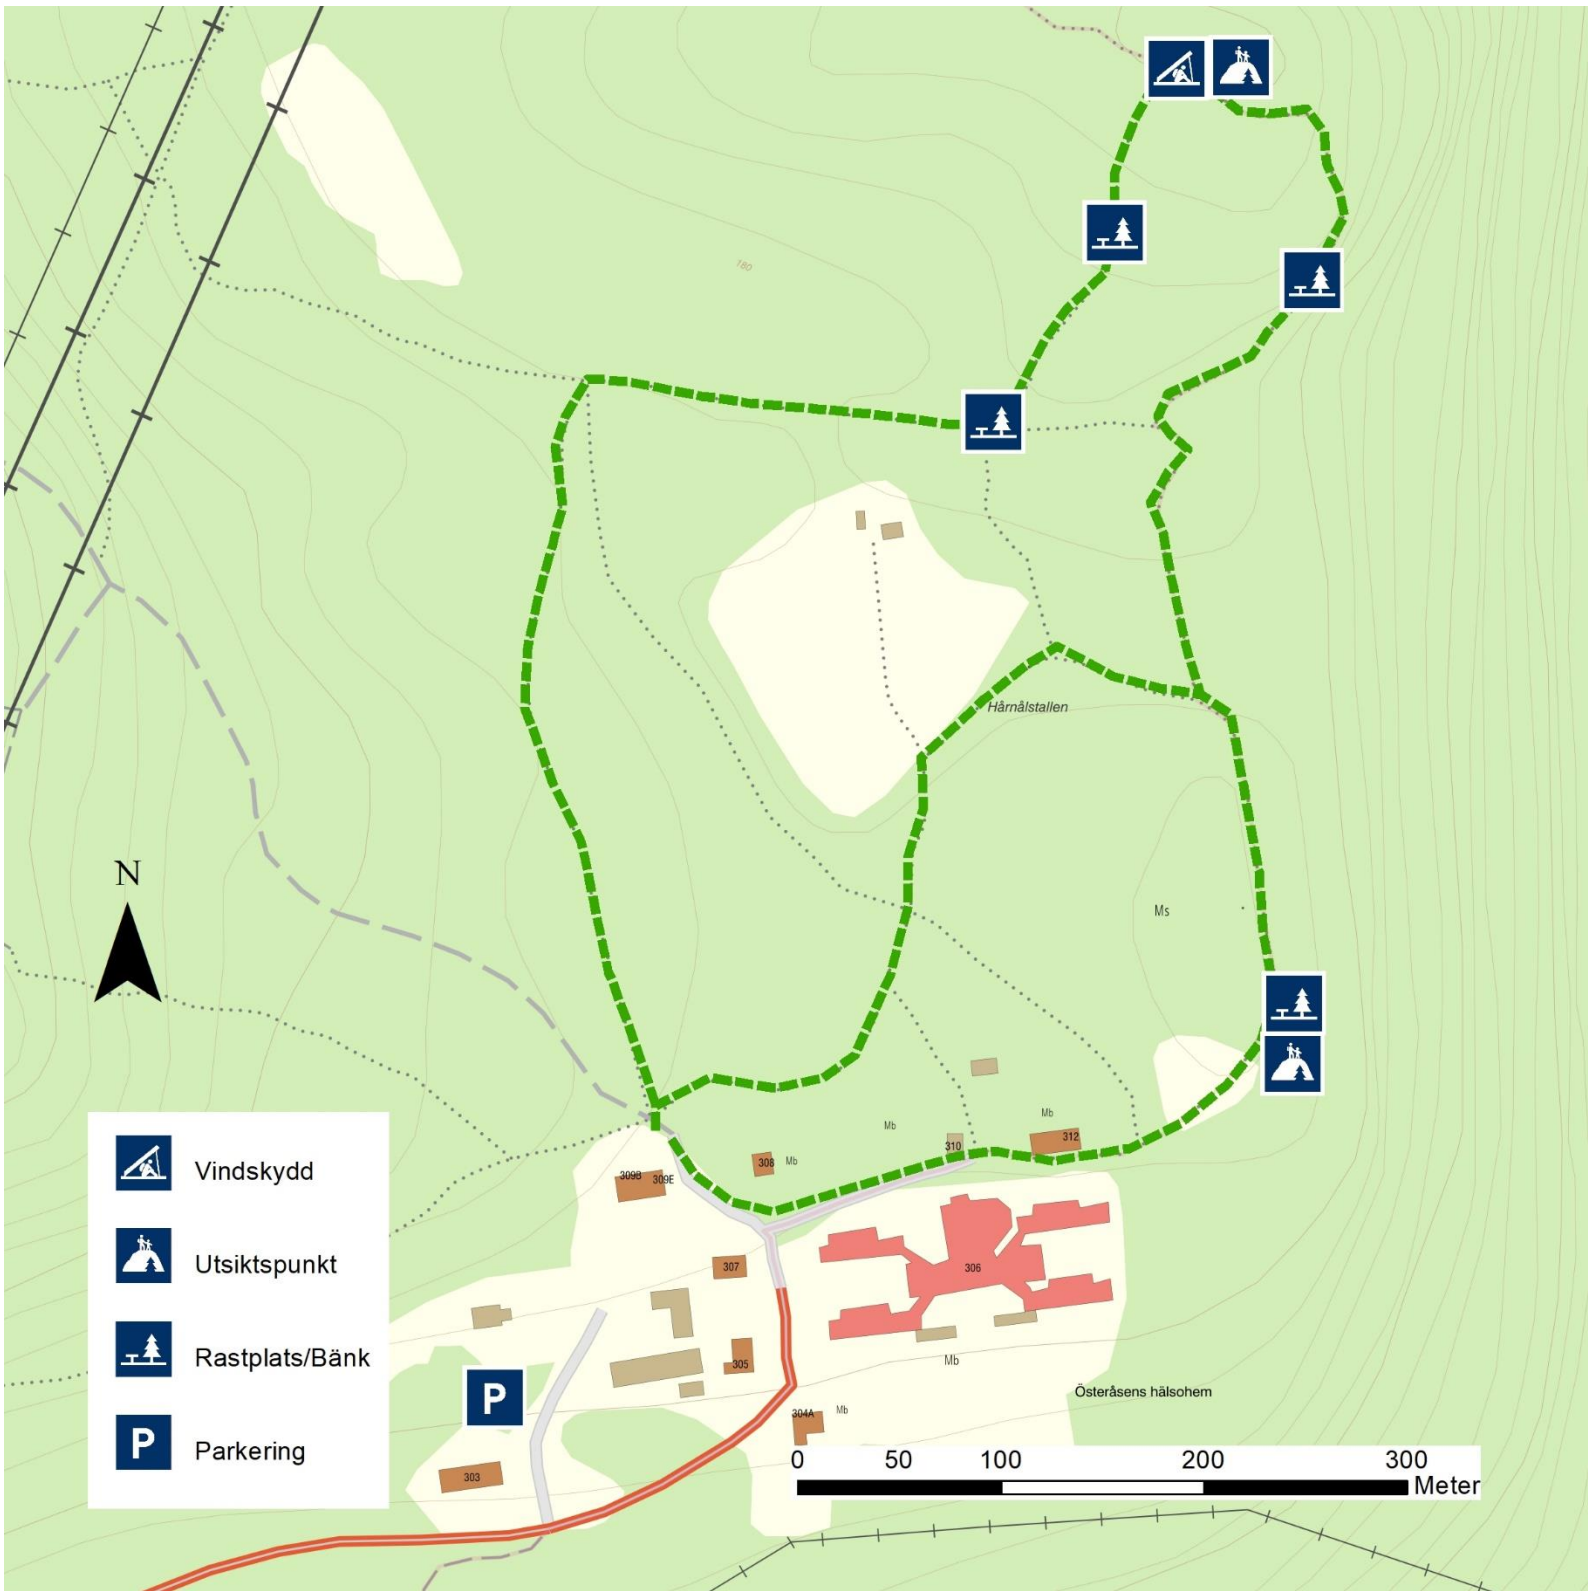 180
Hårnålstallen
N
Ms
Mb
Mb
312
310
308
Mb
309B
309E
307
306
305
Mb
Österåsens hälsohem
304A
Mb
303
P
Vindskydd
Utsiktspunkt
Rastplats/Bänk
P
Parkering
0 50 100 200 300
Meter